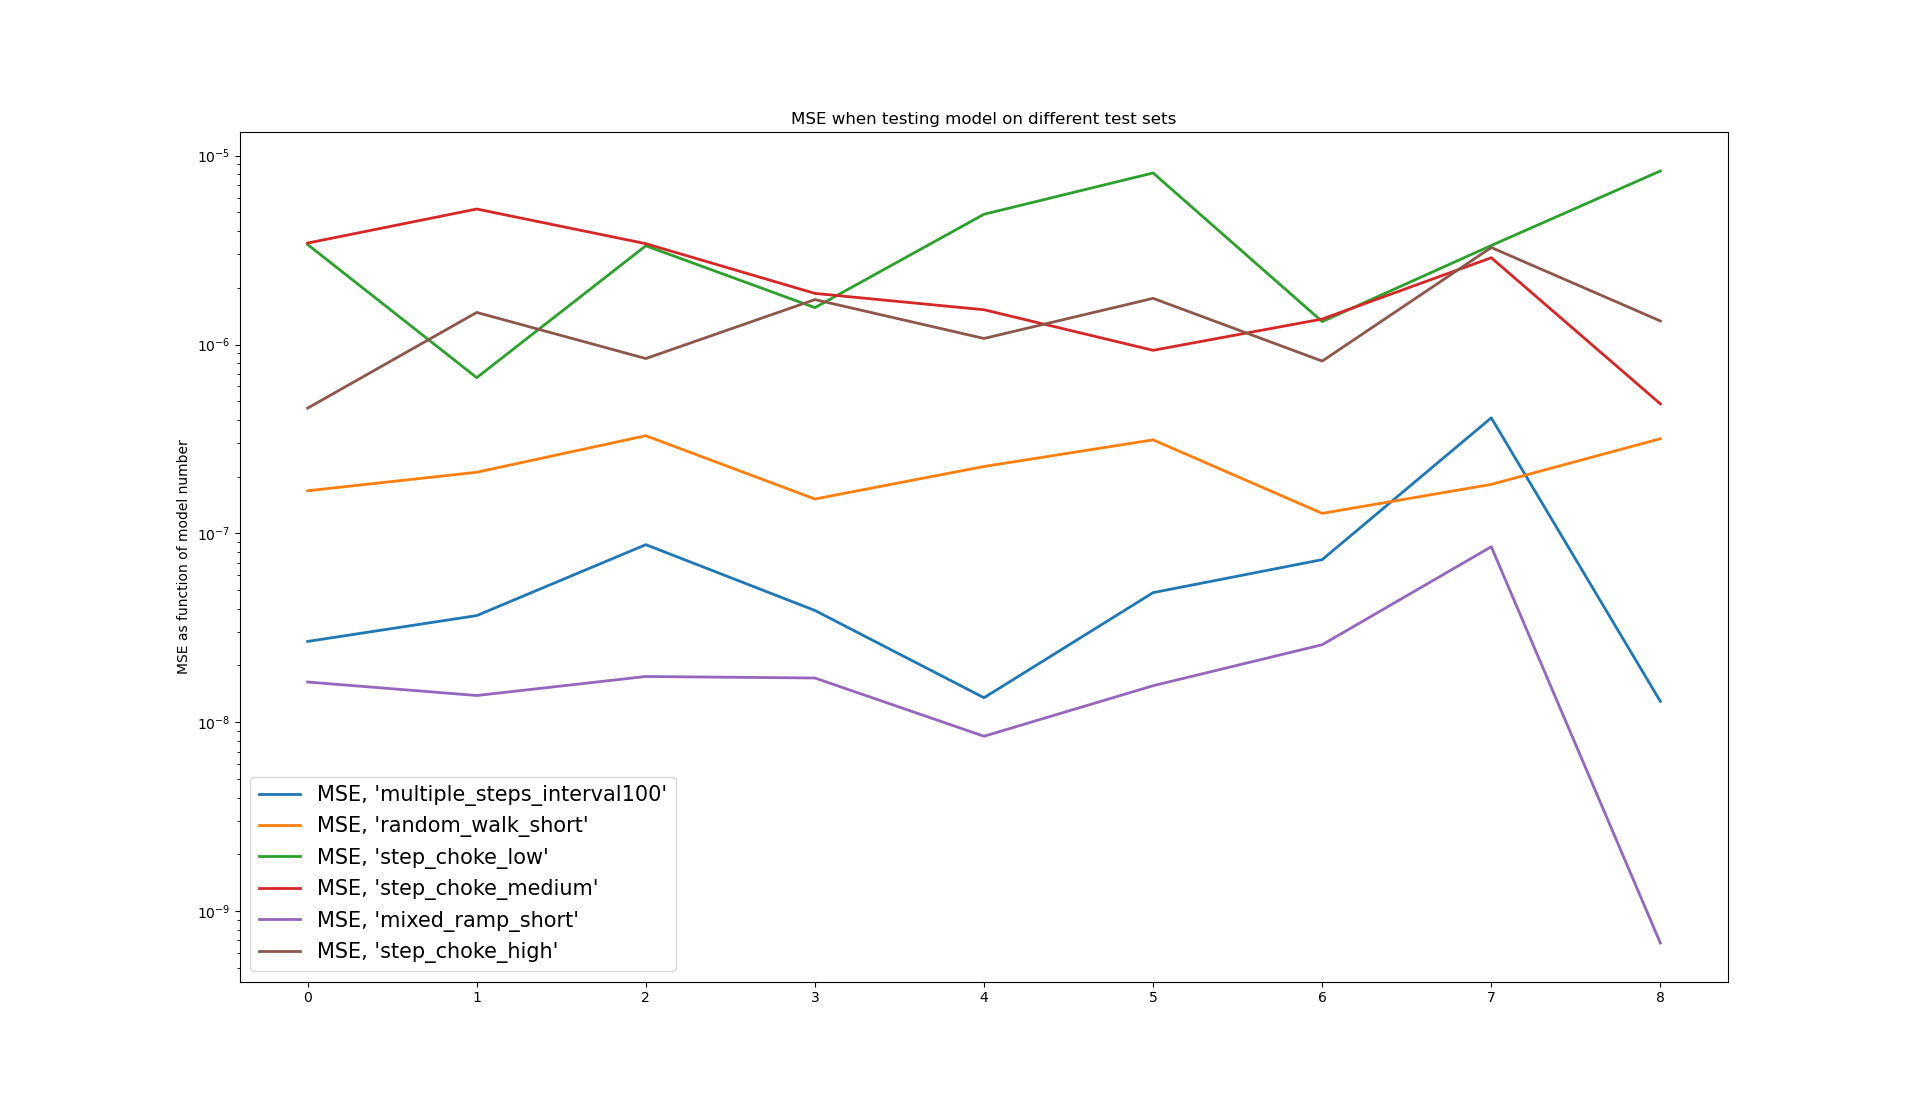 MSE when testing model on different test sets
MSE as function of model number
10⁻⁵
10⁻⁶
10⁻⁷
10⁻⁸
10⁻⁹
MSE, 'multiple_steps_interval100'
MSE, 'random_walk_short'
MSE, 'step_choke_low'
MSE, 'step_choke_medium'
MSE, 'mixed_ramp_short'
MSE, 'step_choke_high'
0 1 2 3 4 5 6 7 8